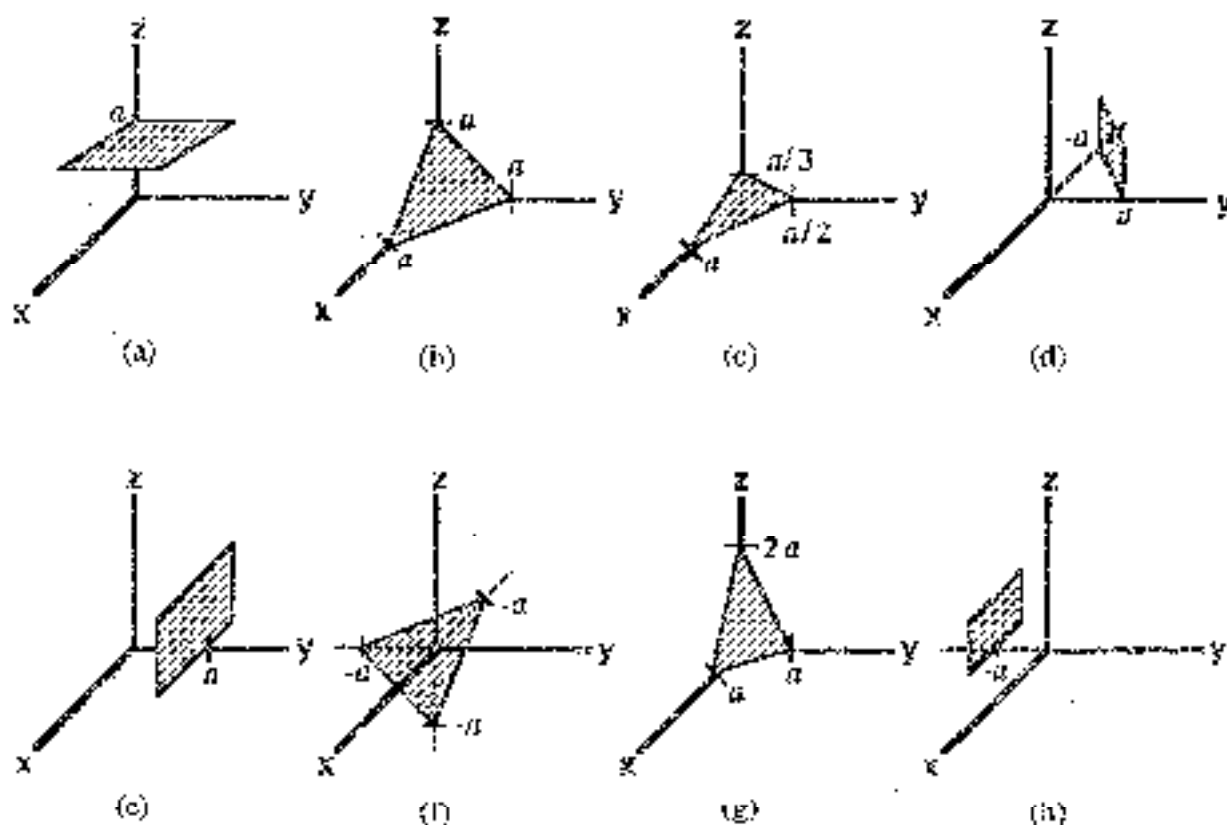 z z z z
a a a/3 -a
a
y y y y
a a a/2 a
x x x x
(a) (b) (c) (d)
z z z z
2a
-a
y y y y
a -a a a -a
-a
x x x x
(e) (f) (g) (h)